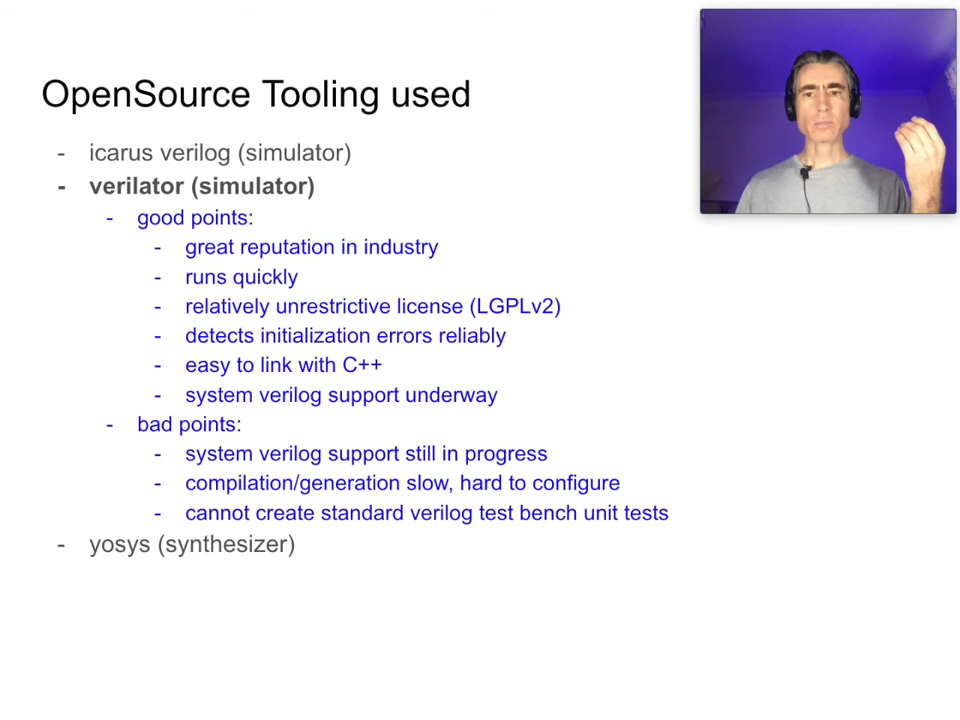 OpenSource Tooling used
- icarus verilog (simulator)
- verilator (simulator)
- good points:
- great reputation in industry
- runs quickly
- relatively unrestrictive license (LGPLv2)
- detects initialization errors reliably
- easy to link with C++
- system verilog support underway
- bad points:
- system verilog support still in progress
- compilation/generation slow, hard to configure
- cannot create standard verilog test bench unit tests
- yosys (synthesizer)